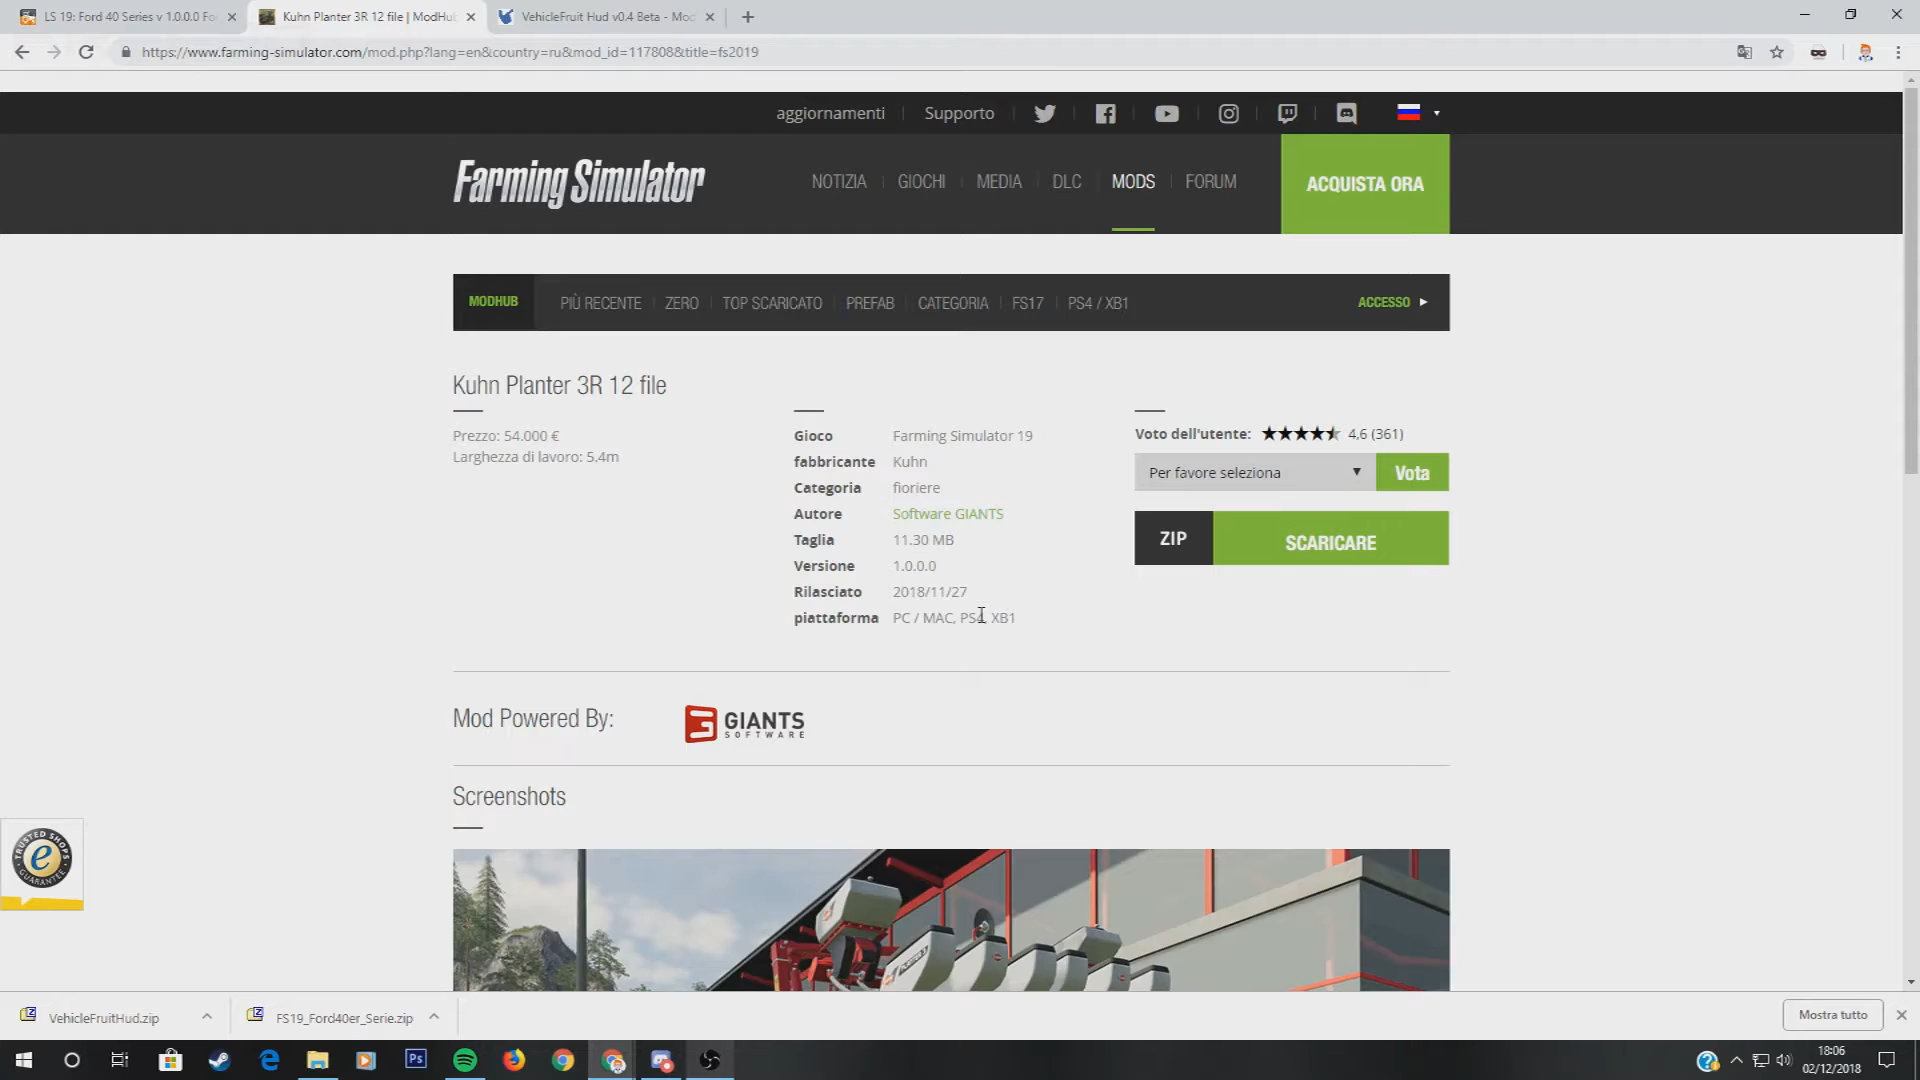 LS 19: Ford 40 Series v 1.0.0.0 Fo
Kuhn Planter 3R 12 file | ModHub
VehicleFruit Hud v0.4 Beta - Mod
https://www.farming-simulator.com/mod.php?lang=en&country=ru&mod_id=117808&title=fs2019
aggiornamenti
Supporto
Farming Simulator
NOTIZIA
GIOCHI
MEDIA
DLC
MODS
FORUM
ACQUISTA ORA
MODHUB
PIÙ RECENTE
ZERO
TOP SCARICATO
PREFAB
CATEGORIA
FS17
PS4 / XB1
ACCESSO
Kuhn Planter 3R 12 file
Prezzo: 54.000 €
Larghezza di lavoro: 5.4m
Gioco Farming Simulator 19
fabbricante Kuhn
Categoria fioriere
Autore Software GIANTS
Taglia 11.30 MB
Versione 1.0.0.0
Rilasciato 2018/11/27
piattaforma PC / MAC, PS4, XB1
Voto dell'utente: 4,6 (361)
Per favore seleziona
Vota
ZIP
SCARICARE
Mod Powered By:
GIANTS
SOFTWARE
Screenshots
TRUSTED SHOPS
e
GUARANTEE
VehicleFruitHud.zip
FS19_Ford40er_Serie.zip
Mostra tutto
Ps
18:06
02/12/2018